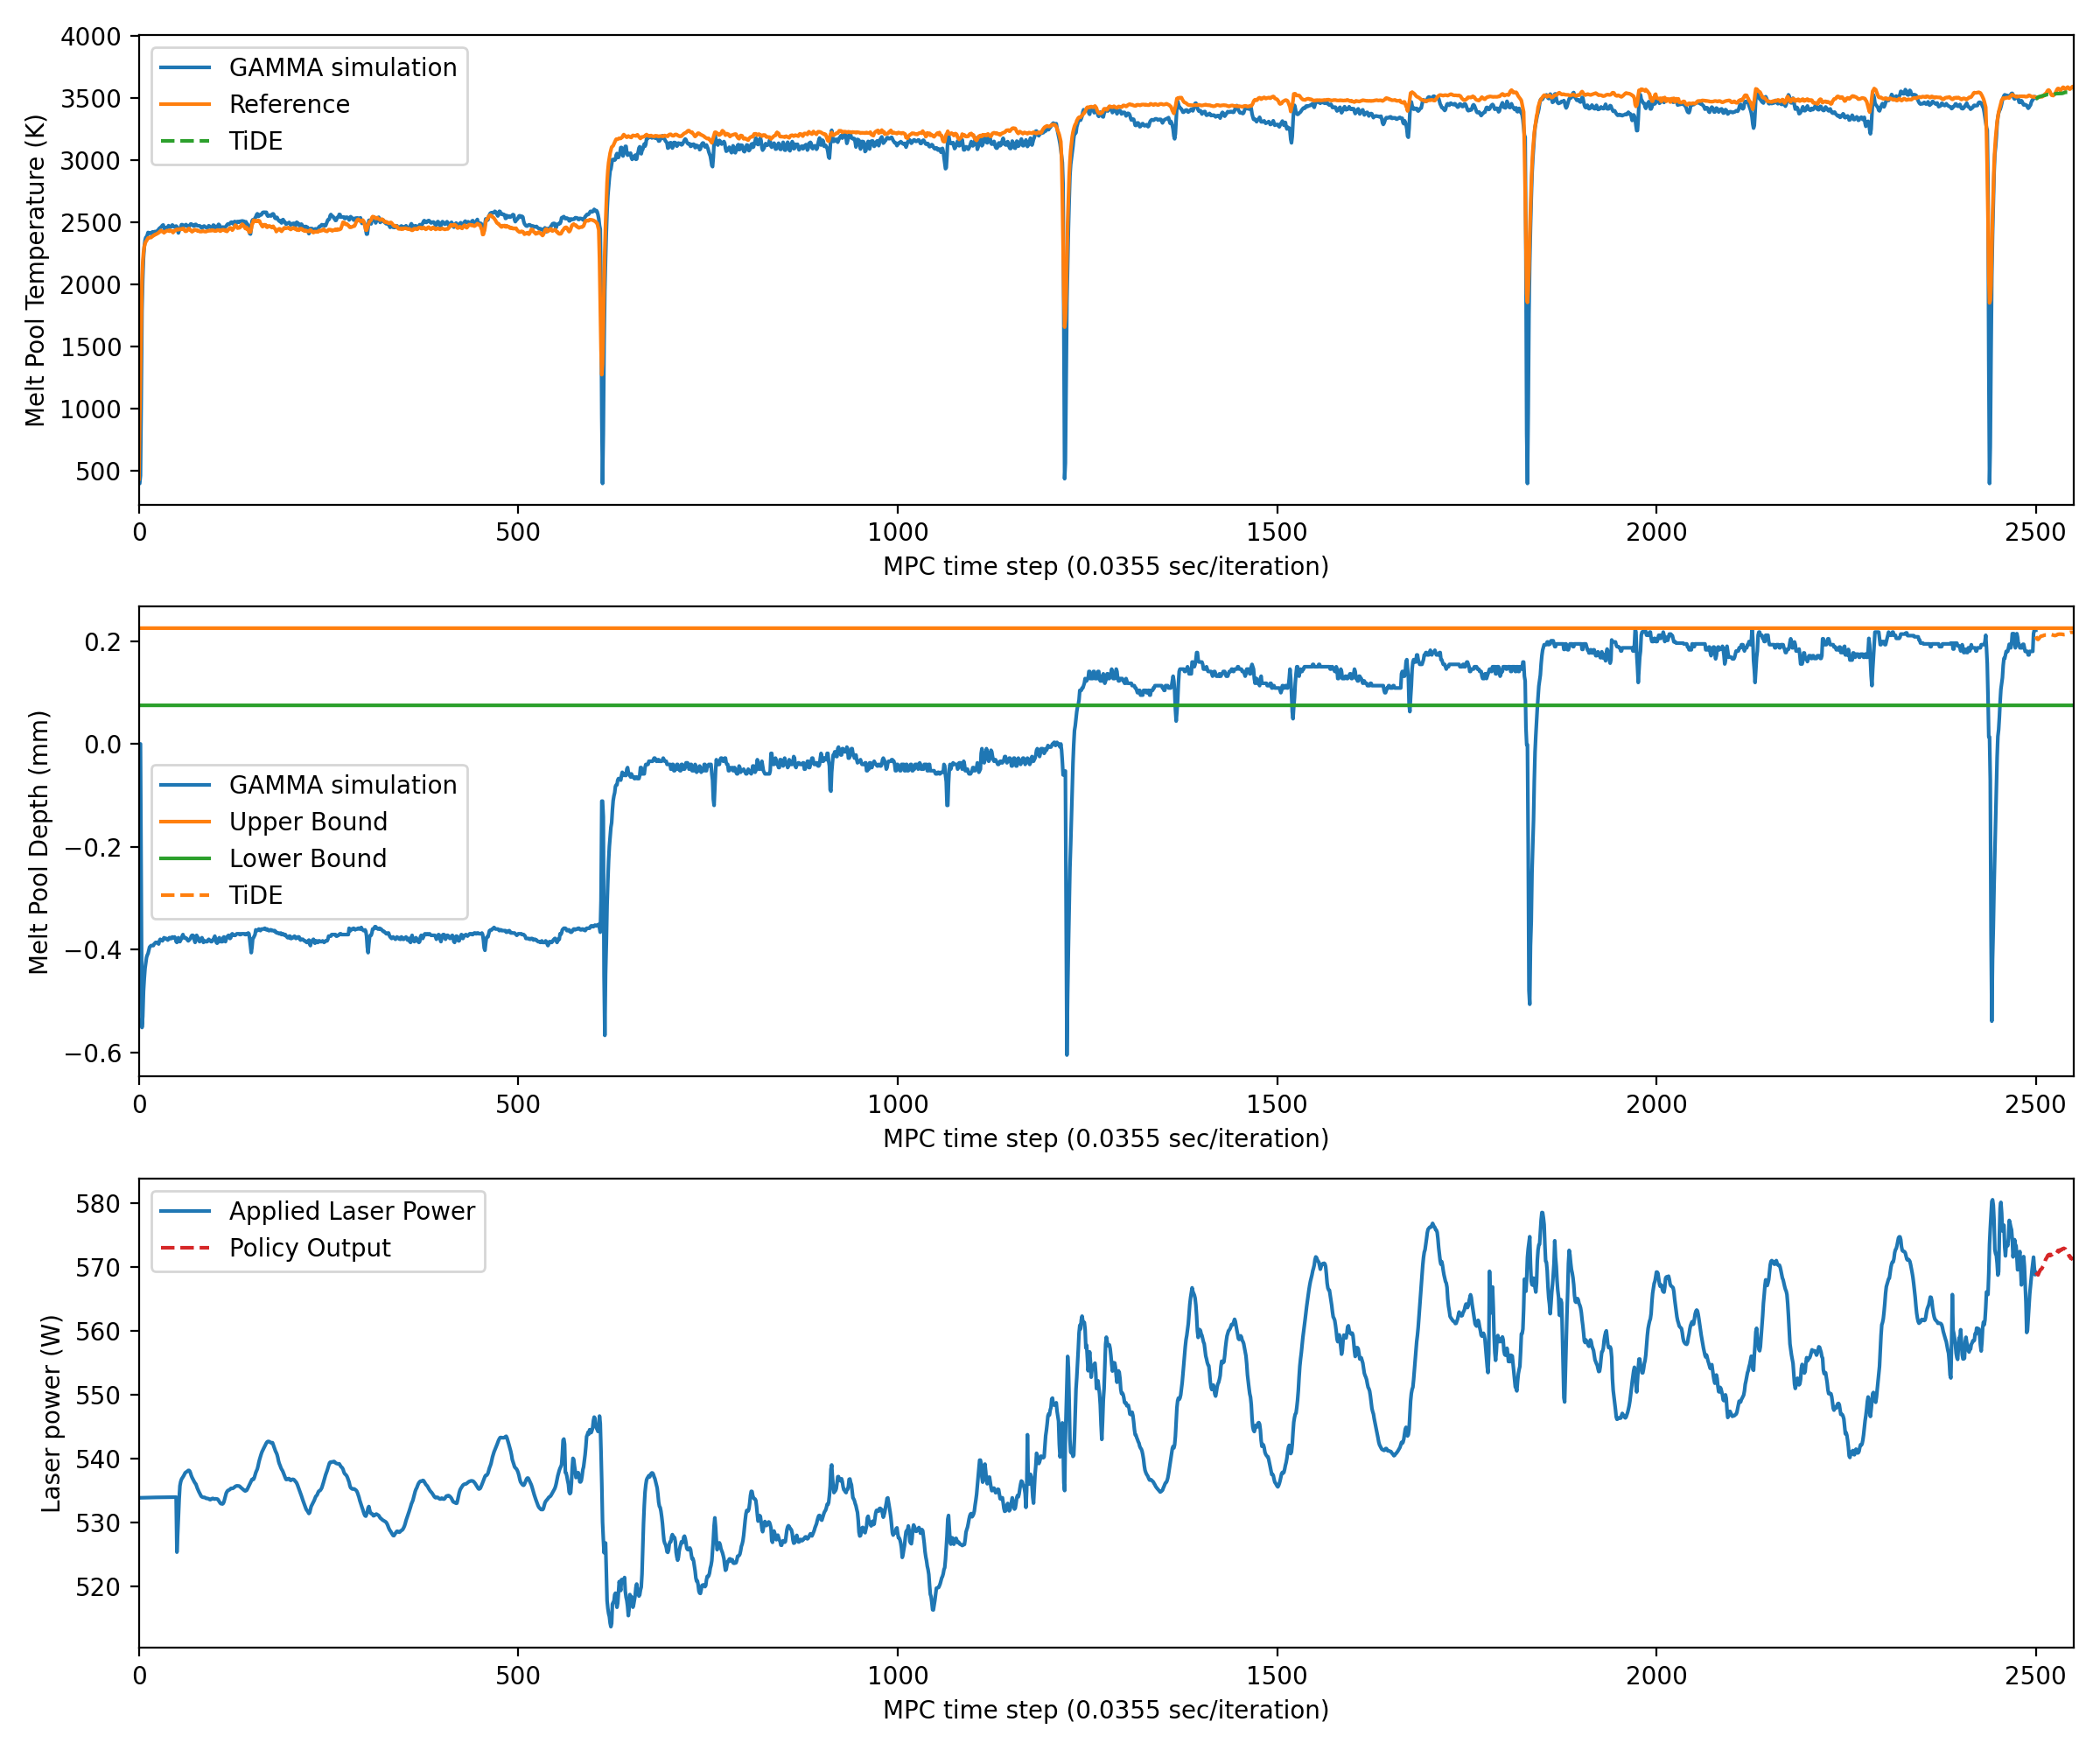 4000
3500
3000
2500
2000
1500
1000
500
Melt Pool Temperature (K)
GAMMA simulation
Reference
TiDE
0
500
1000
1500
2000
2500
MPC time step (0.0355 sec/iteration)
0.2
0.0
−0.2
−0.4
−0.6
Melt Pool Depth (mm)
GAMMA simulation
Upper Bound
Lower Bound
TiDE
0
500
1000
1500
2000
2500
MPC time step (0.0355 sec/iteration)
580
570
560
550
540
530
520
Laser power (W)
Applied Laser Power
Policy Output
0
500
1000
1500
2000
2500
MPC time step (0.0355 sec/iteration)